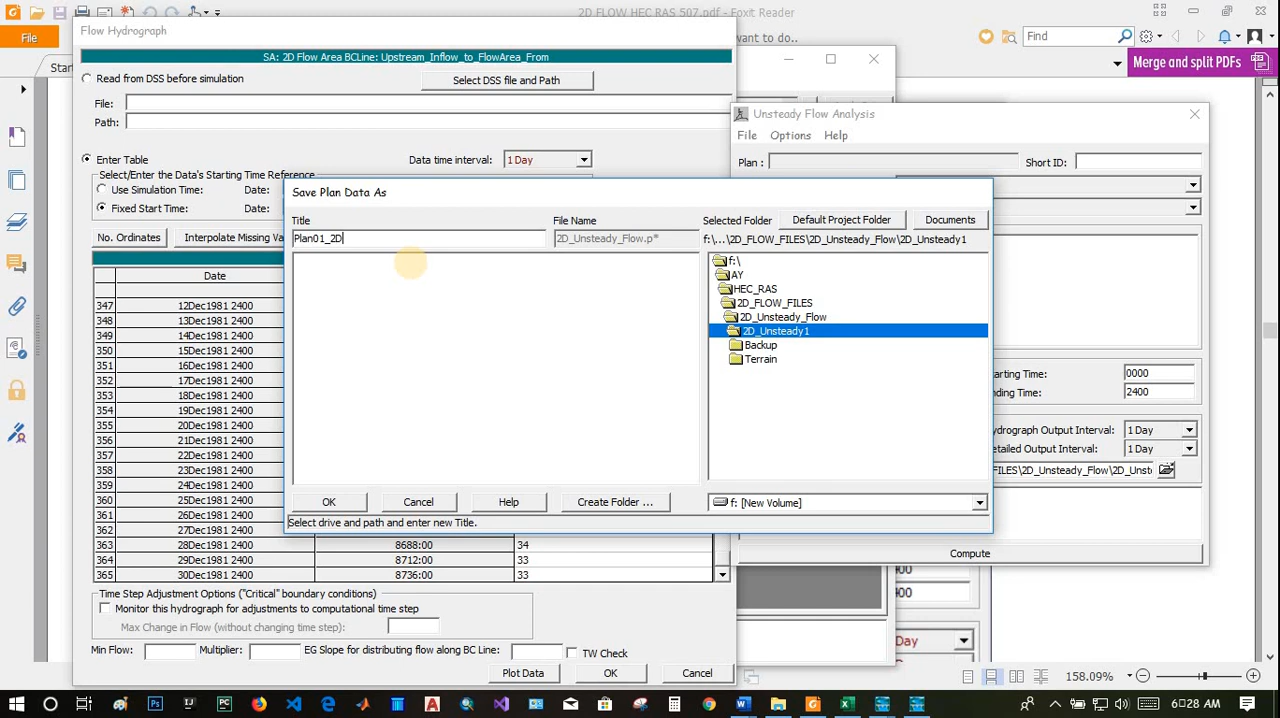 2D FLOW HEC RAS 507.pdf - Foxit Reader
File
Star
want to do..
Find
Merge and split PDFs
Flow Hydrograph
SA: 2D Flow Area BCLine: Upstream_Inflow_to_FlowArea_From
Read from DSS before simulation
Select DSS file and Path
File:
Path:
Enter Table
Data time interval:
1 Day
Select/Enter the Data's Starting Time Reference
Use Simulation Time:
Date:
Fixed Start Time:
Date:
No. Ordinates
Interpolate Missing Va
Date
347 12Dec1981 2400
348 13Dec1981 2400
349 14Dec1981 2400
350 15Dec1981 2400
351 16Dec1981 2400
352 17Dec1981 2400
353 18Dec1981 2400
354 19Dec1981 2400
355 20Dec1981 2400
356 21Dec1981 2400
357 22Dec1981 2400
358 23Dec1981 2400
359 24Dec1981 2400
360 25Dec1981 2400
361 26Dec1981 2400
362 27Dec1981 2400
363 28Dec1981 2400 8688:00 34
364 29Dec1981 2400 8712:00 33
365 30Dec1981 2400 8736:00 33
Time Step Adjustment Options ("Critical" boundary conditions)
Monitor this hydrograph for adjustments to computational time step
Max Change in Flow (without changing time step):
Min Flow:
Multiplier:
EG Slope for distributing flow along BC Line:
TW Check
Plot Data
OK
Cancel
Save Plan Data As
Title
File Name
Selected Folder
Default Project Folder
Documents
Plan01_2D
2D_Unsteady_Flow.p*
f:\...\2D_FLOW_FILES\2D_Unsteady_Flow\2D_Unsteady1
f:\
AY
HEC_RAS
2D_FLOW_FILES
2D_Unsteady_Flow
2D_Unsteady1
Backup
Terrain
OK
Cancel
Help
Create Folder ...
f: [New Volume]
Select drive and path and enter new Title.
Unsteady Flow Analysis
File
Options
Help
Plan :
Short ID:
tarting Time:
0000
nding Time:
2400
ydrograph Output Interval:
1 Day
etailed Output Interval:
1 Day
FILES\2D_Unsteady_Flow\2D_Unste
Compute
400
00
Day
158.09%
6:28 AM